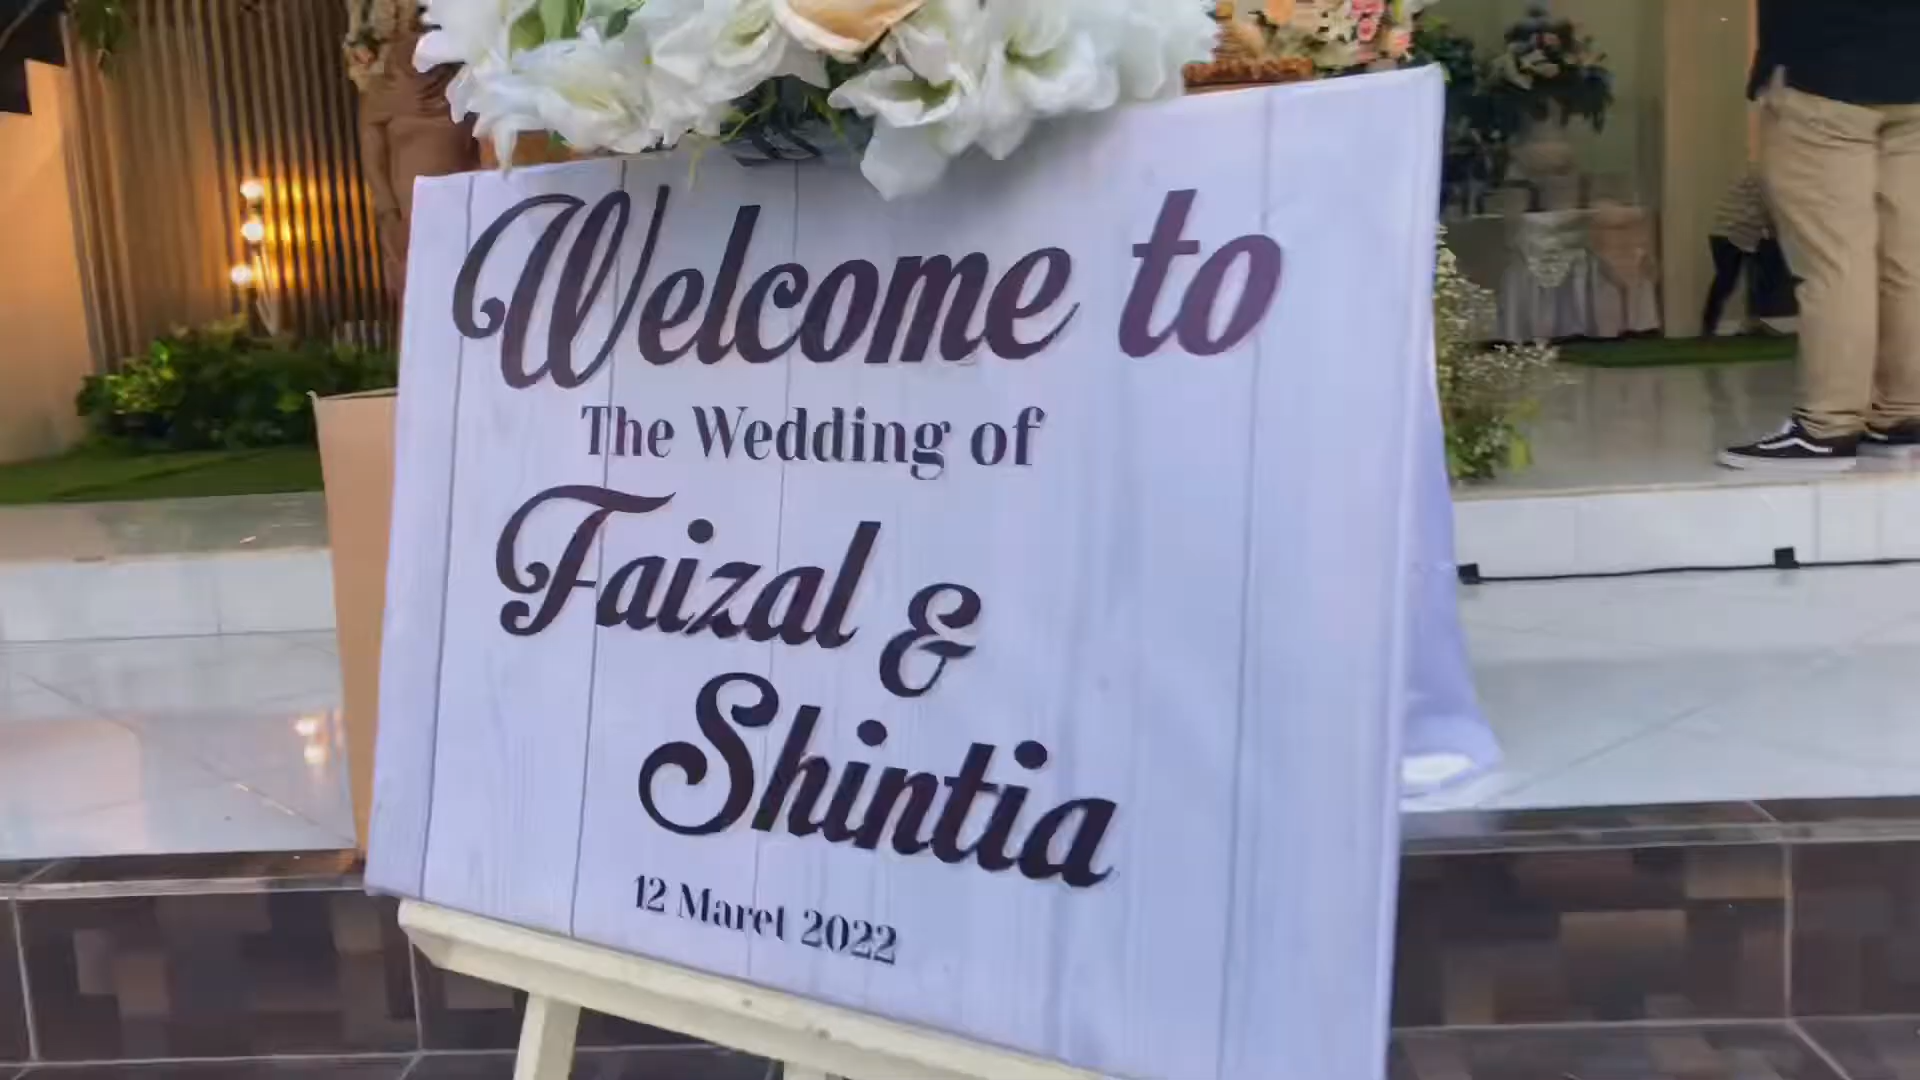 Welcome to
The Wedding of
Faizal &
Shintia
12 Maret 2022